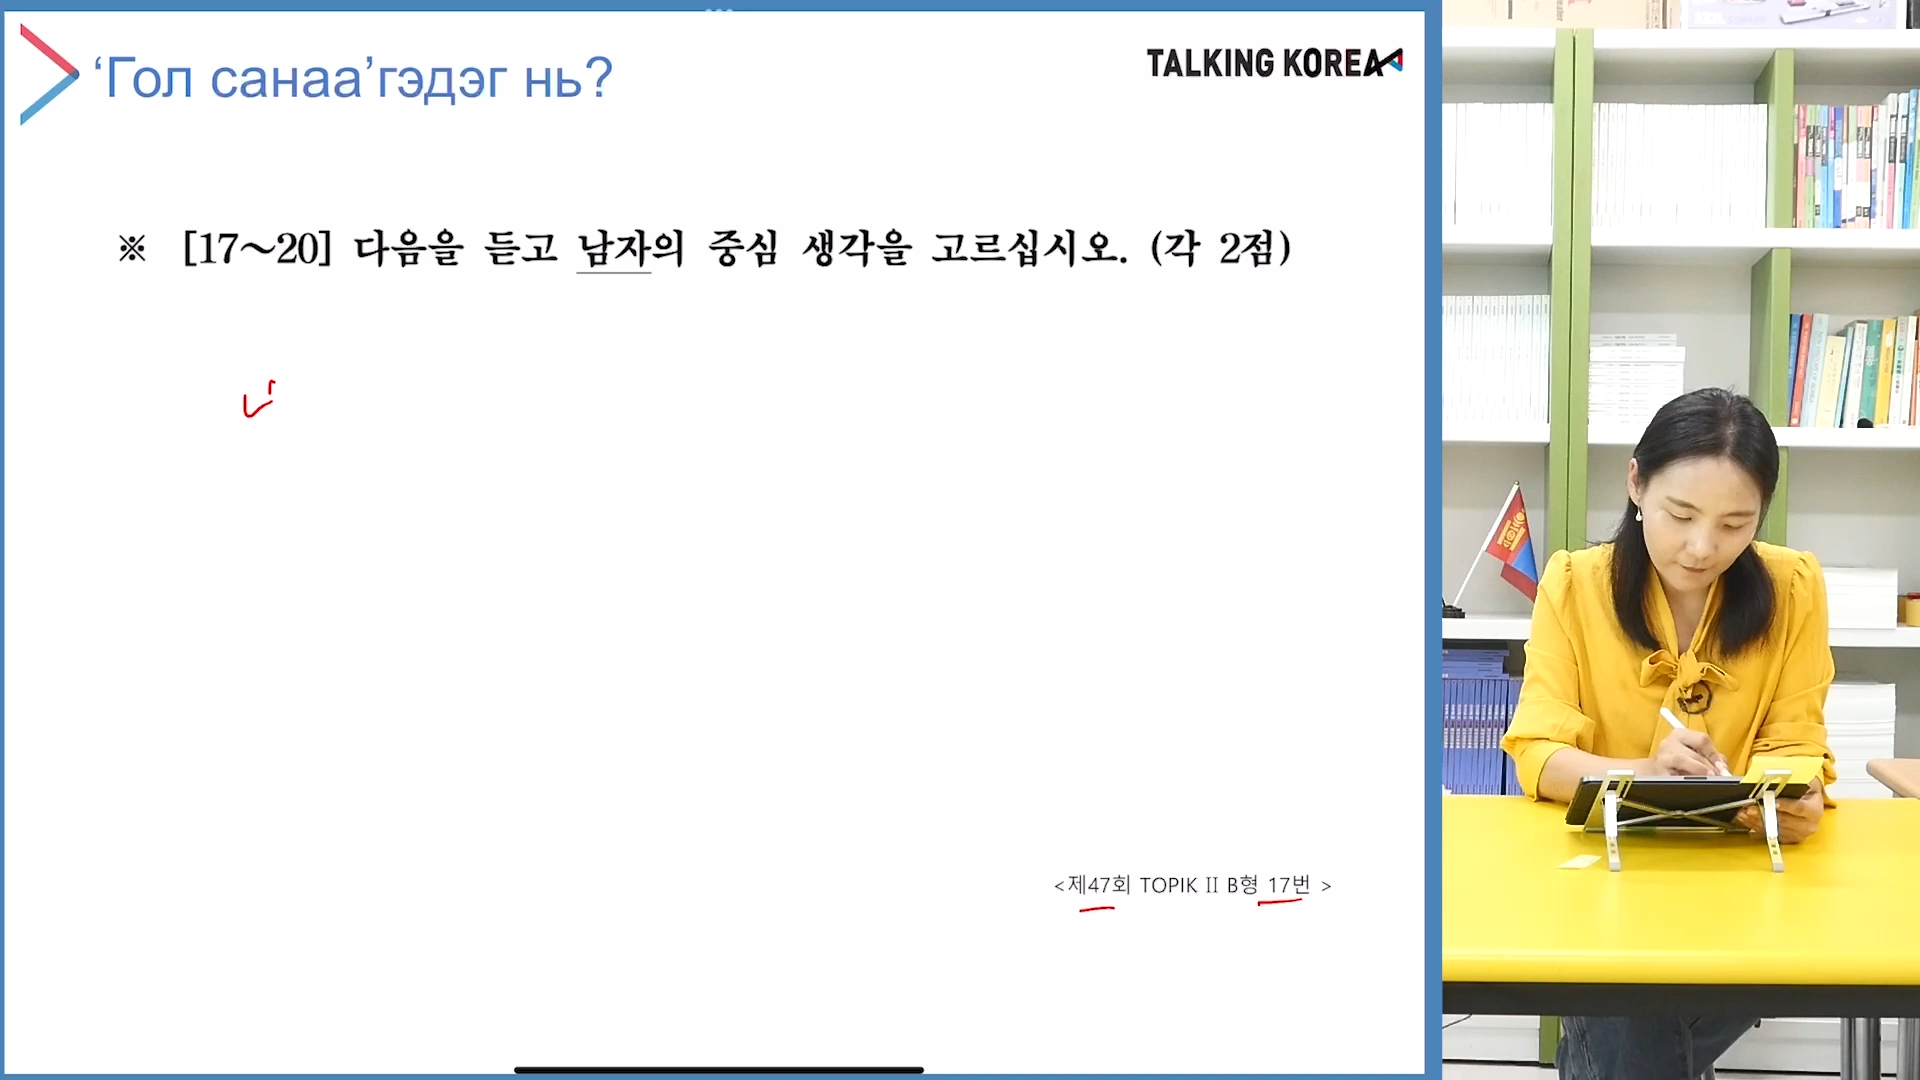 ‘Гол санаа’гэдэг нь?
TALKING KOREA
※ [17～20] 다음을 듣고 남자의 중심 생각을 고르십시오. (각 2점)
<제47회 TOPIK II B형 17번 >